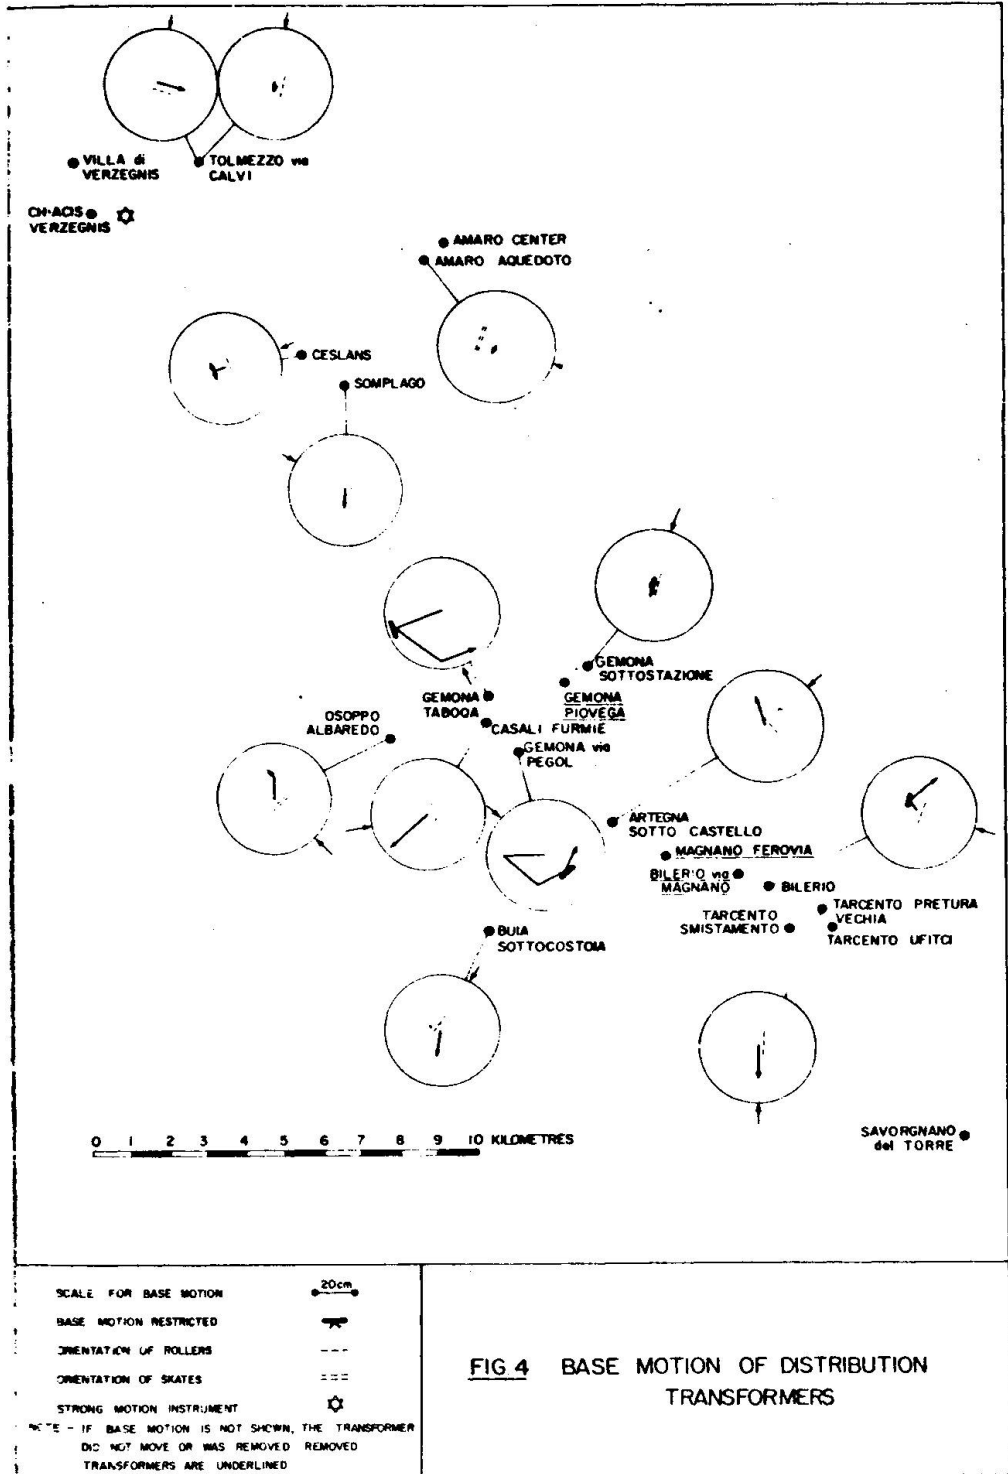 VILLA di
VERZEGNIS
TOLMEZZO via
CALVI
CH·ACIS
VERZEGNIS
AMARO CENTER
AMARO AQUEDOTO
CESLANS
SOMPLAGO
GEMONA
SOTTOSTAZIONE
GEMONA
TABOQA
GEMONA
PIOVEGA
OSOPPO
ALBAREDO
CASALI FURMIE
GEMONA via
PEGOL
ARTEGNA
SOTTO CASTELLO
MAGNANO FEROVIA
BILERIO via
MAGNANO
BILERIO
TARCENTO PRETURA
VECHIA
TARCENTO
SMISTAMENTO
TARCENTO UFITCI
BUIA
SOTTOCOSTOIA
0 1 2 3 4 5 6 7 8 9 10 KILOMETRES
SAVORGNANO
del TORRE
SCALE FOR BASE MOTION 20cm
BASE MOTION RESTRICTED
ORIENTATION OF ROLLERS
ORIENTATION OF SKATES
STRONG MOTION INSTRUMENT
NOTE - IF BASE MOTION IS NOT SHOWN, THE TRANSFORMER
DID NOT MOVE OR WAS REMOVED REMOVED
TRANSFORMERS ARE UNDERLINED
FIG 4 BASE MOTION OF DISTRIBUTION
TRANSFORMERS